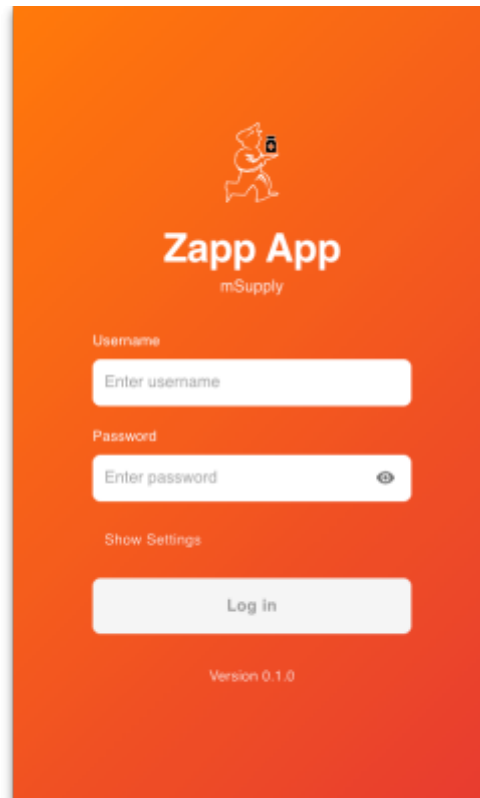 Zapp App
mSupply
Username
Enter username
Password
Enter password
Show Settings
Log in
Version 0.1.0